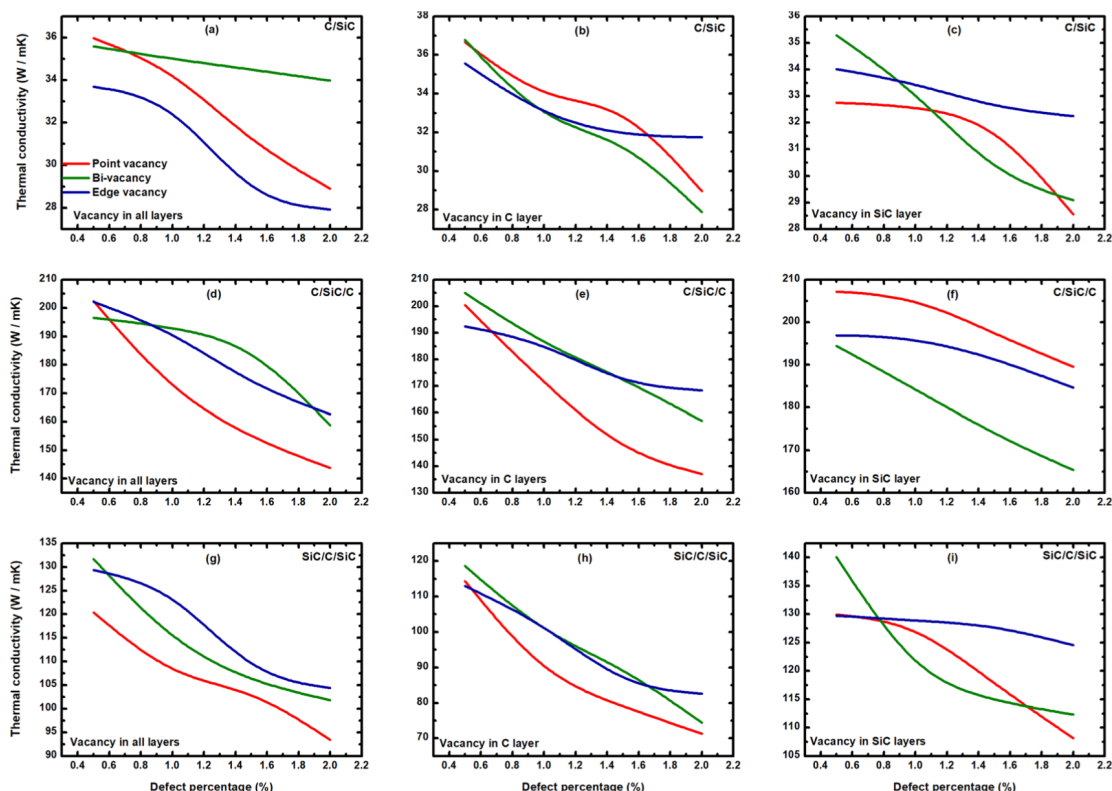 (a) C/SiC
Thermal conductivity (W / mK)
36
34
32
30
28
Point vacancy
Bi-vacancy
Edge vacancy
Vacancy in all layers
0.4 0.6 0.8 1.0 1.2 1.4 1.6 1.8 2.0 2.2
(b) C/SiC
38
36
34
32
30
28
26
Vacancy in C layer
0.4 0.6 0.8 1.0 1.2 1.4 1.6 1.8 2.0 2.2
(c) C/SiC
36
35
34
33
32
31
30
29
28
Vacancy in SiC layer
0.4 0.6 0.8 1.0 1.2 1.4 1.6 1.8 2.0 2.2
(d) C/SiC/C
Thermal conductivity (W / mK)
210
200
190
180
170
160
150
140
Vacancy in all layers
0.4 0.6 0.8 1.0 1.2 1.4 1.6 1.8 2.0 2.2
(e) C/SiC/C
210
200
190
180
170
160
150
140
130
Vacancy in C layers
0.4 0.6 0.8 1.0 1.2 1.4 1.6 1.8 2.0 2.2
(f) C/SiC/C
210
200
190
180
170
160
Vacancy in SiC layer
0.4 0.6 0.8 1.0 1.2 1.4 1.6 1.8 2.0 2.2
(g) SiC/C/SiC
Thermal conductivity (W / mK)
135
130
125
120
115
110
105
100
95
90
Vacancy in all layers
0.4 0.6 0.8 1.0 1.2 1.4 1.6 1.8 2.0 2.2
Defect percentage (%)
(h) SiC/C/SiC
120
110
100
90
80
70
Vacancy in C layer
0.4 0.6 0.8 1.0 1.2 1.4 1.6 1.8 2.0 2.2
Defect percentage (%)
(i) SiC/C/SiC
140
135
130
125
120
115
110
105
Vacancy in SiC layers
0.4 0.6 0.8 1.0 1.2 1.4 1.6 1.8 2.0 2.2
Defect percentage (%)